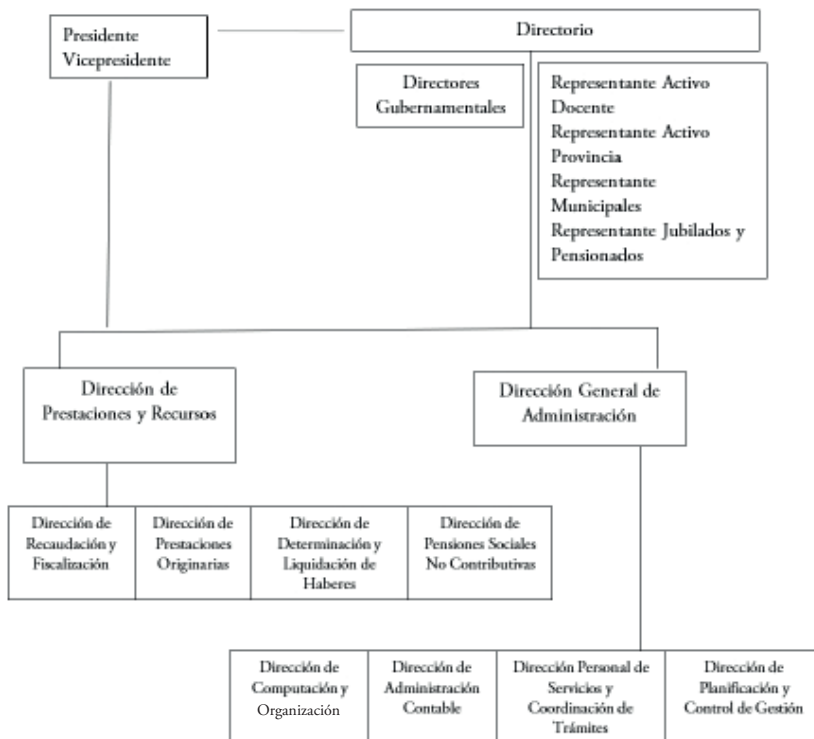 Presidente
Vicepresidente
Directorio
Directores
Gubernamentales
Representante Activo
Docente
Representante Activo
Provincia
Representante
Municipales
Representante Jubilados y
Pensionados
Dirección de
Prestaciones y Recursos
Dirección General de
Administración
Dirección de
Recaudación y
Fiscalización
Dirección de
Prestaciones
Originarias
Dirección de
Determinación y
Liquidación de
Haberes
Dirección de
Pensiones Sociales
No Contributivas
Dirección de
Computación y
Organización
Dirección de
Administración
Contable
Dirección Personal de
Servicios y
Coordinación de
Trámites
Dirección de
Planificación y
Control de Gestión